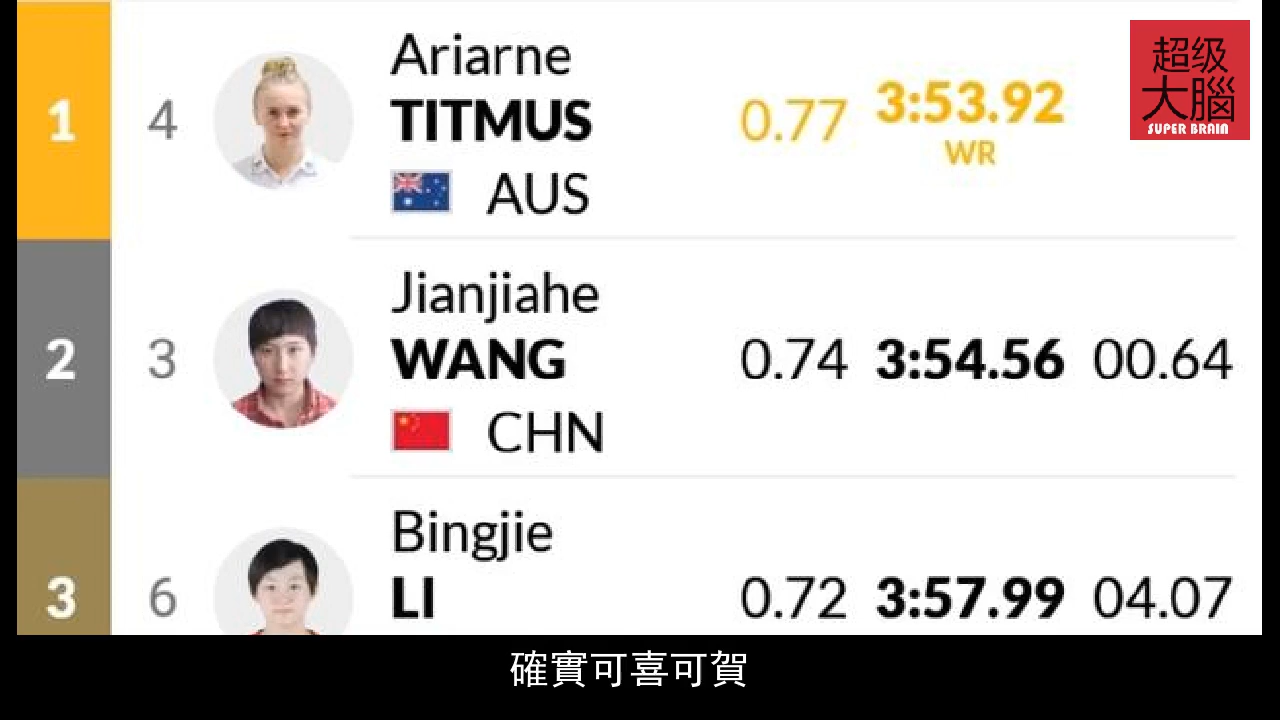 超级
大腦
SUPER BRAIN
1 4 Ariarne TITMUS 0.77 3:53.92
WR
AUS
2 3 Jianjiahe WANG 0.74 3:54.56 00.64
CHN
3 6 Bingjie LI 0.72 3:57.99 04.07
確實可喜可賀